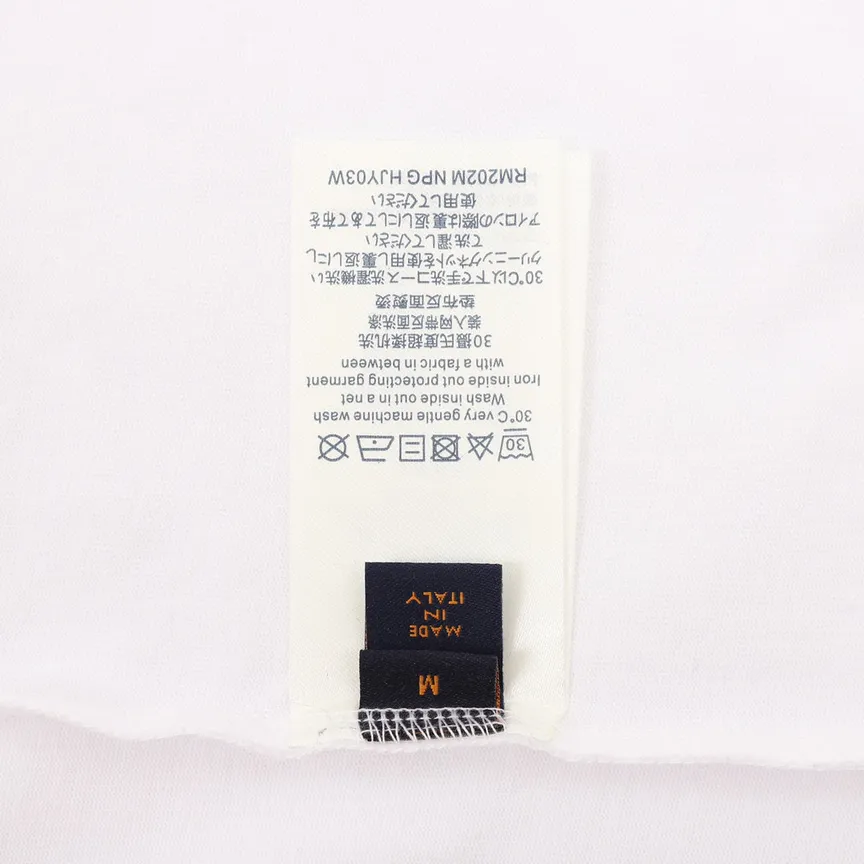 M
MADE
IN
ITALY
30
30°C very gentle machine wash
Wash inside out in a net
Iron inside out protecting garment
with a fabric in between
30摄氏度超揉机洗
装入网带反面洗涤
垫布反面熨烫
30℃以下で手洗コース洗濯機洗い
クリーニングネットを使用し裏返しにし
て洗濯してください
アイロンの際は裏返しにしてあて布を
使用してください
RM202M NPG HJY03W